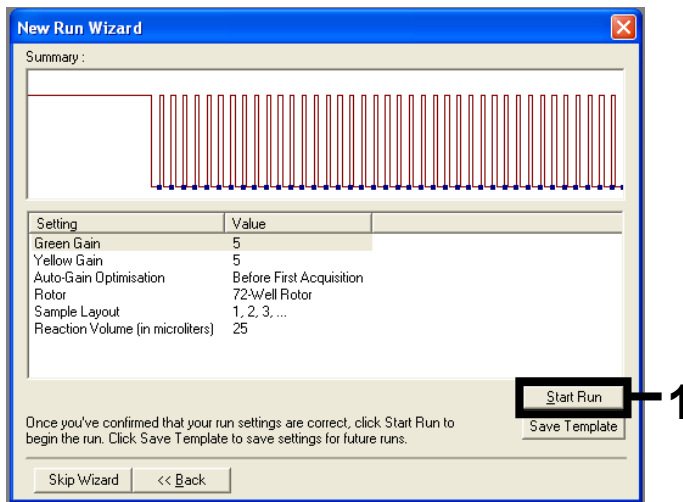 New Run Wizard
Summary :
Setting Value
Green Gain 5
Yellow Gain 5
Auto-Gain Optimisation Before First Acquisition
Rotor 72-Well Rotor
Sample Layout 1, 2, 3, ...
Reaction Volume (in microliters) 25
Start Run
1
Once you've confirmed that your run settings are correct, click Start Run to
begin the run. Click Save Template to save settings for future runs.
Save Template
Skip Wizard << Back